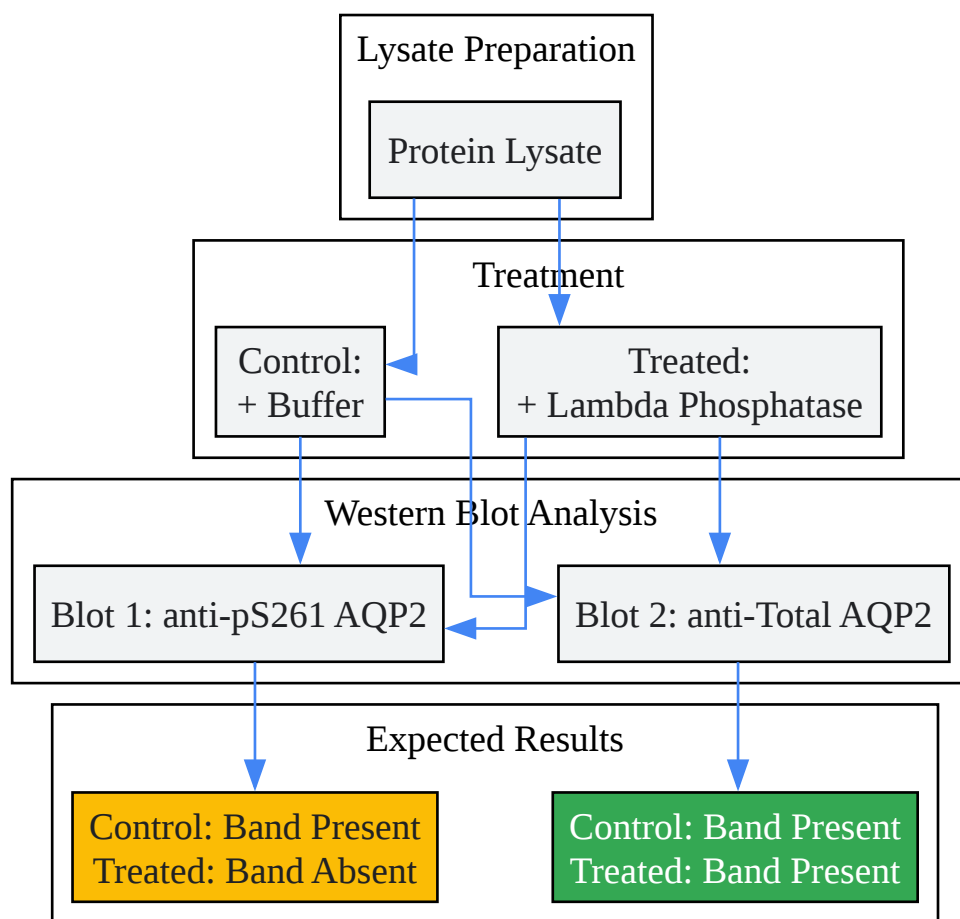 Lysate Preparation
Protein Lysate
Treatment
Control:
+ Buffer
Treated:
+ Lambda Phosphatase
Western Blot Analysis
Blot 1: anti-pS261 AQP2
Blot 2: anti-Total AQP2
Expected Results
Control: Band Present
Treated: Band Absent
Control: Band Present
Treated: Band Present